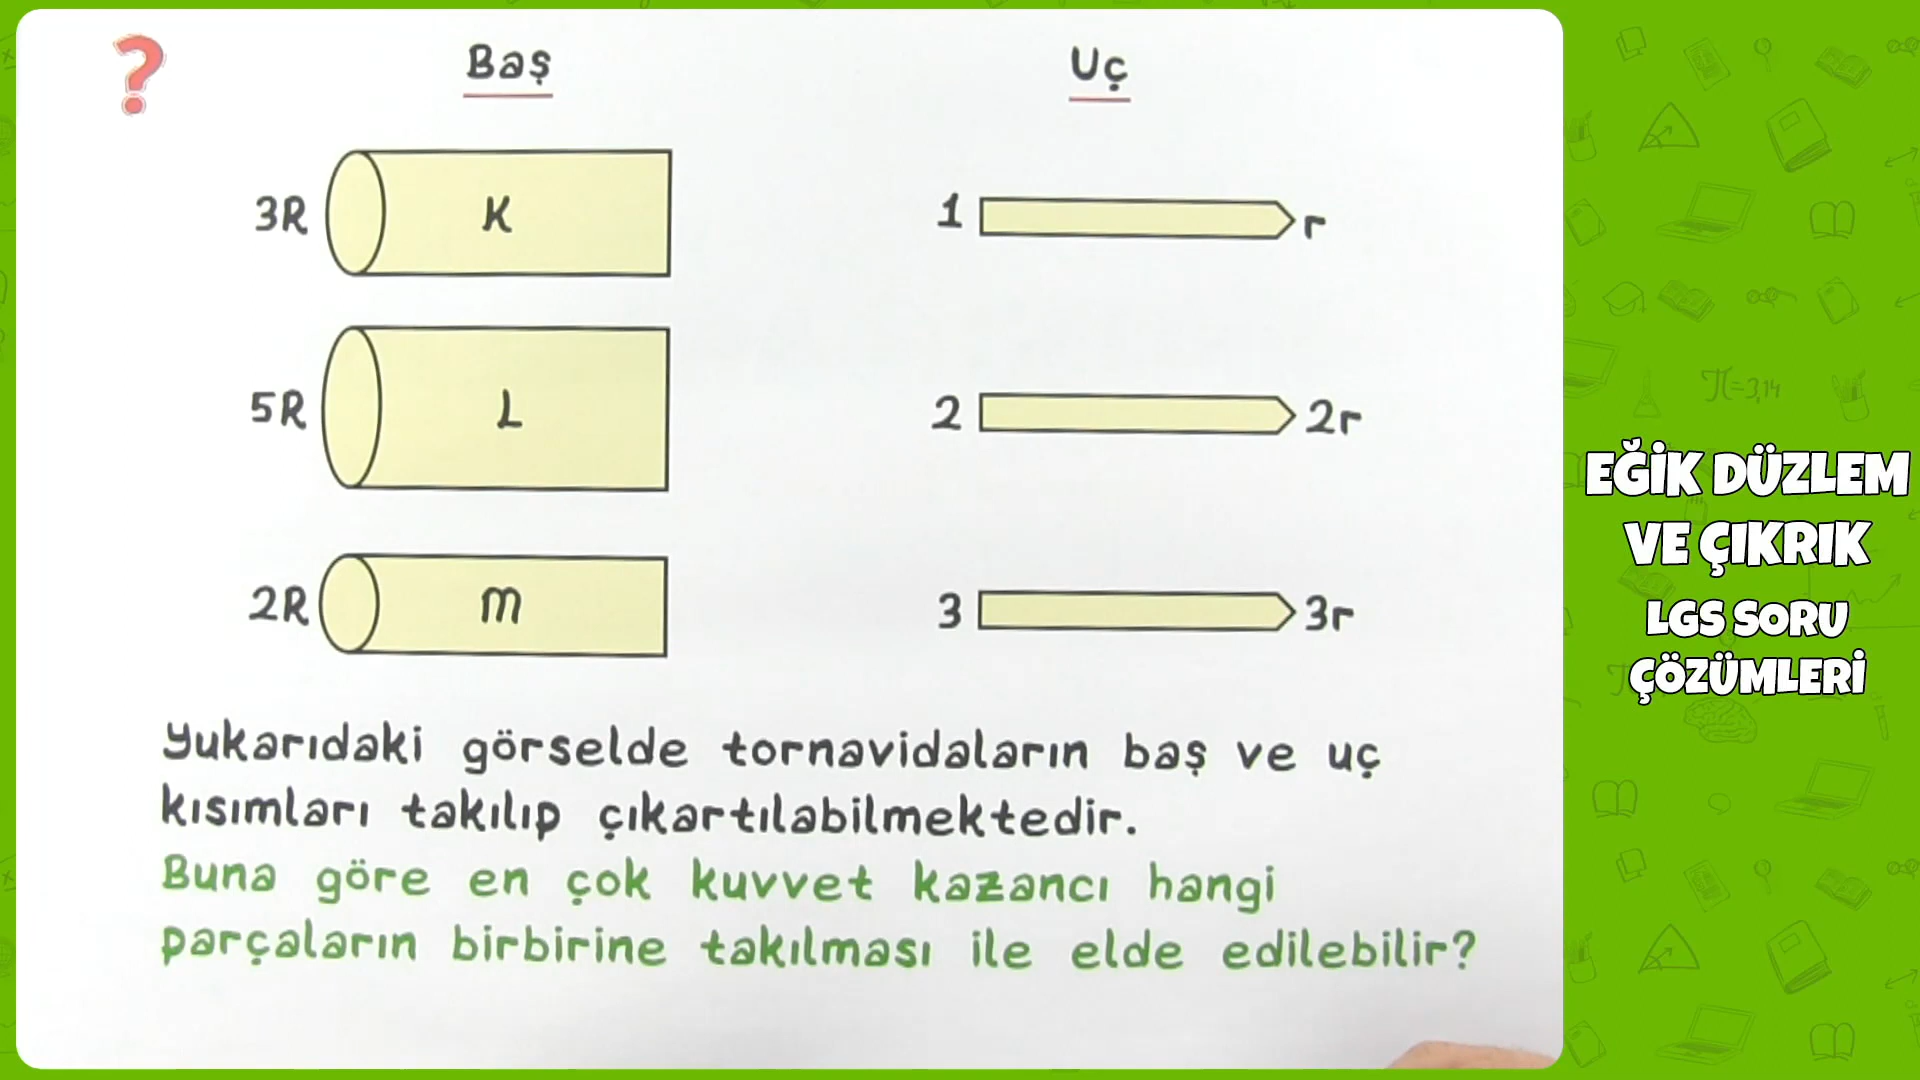 ?
Baş
Uç
3R
K
1
r
5R
L
2
2r
2R
M
3
3r
Yukarıdaki görselde tornavidaların baş ve uç
kısımları takılıp çıkartılabilmektedir.
Buna göre en çok kuvvet kazancı hangi
parçaların birbirine takılması ile elde edilebilir?
EĞİK DÜZLEM
VE ÇIKRIK
LGS SORU
ÇÖZÜMLERİ
π=3,14